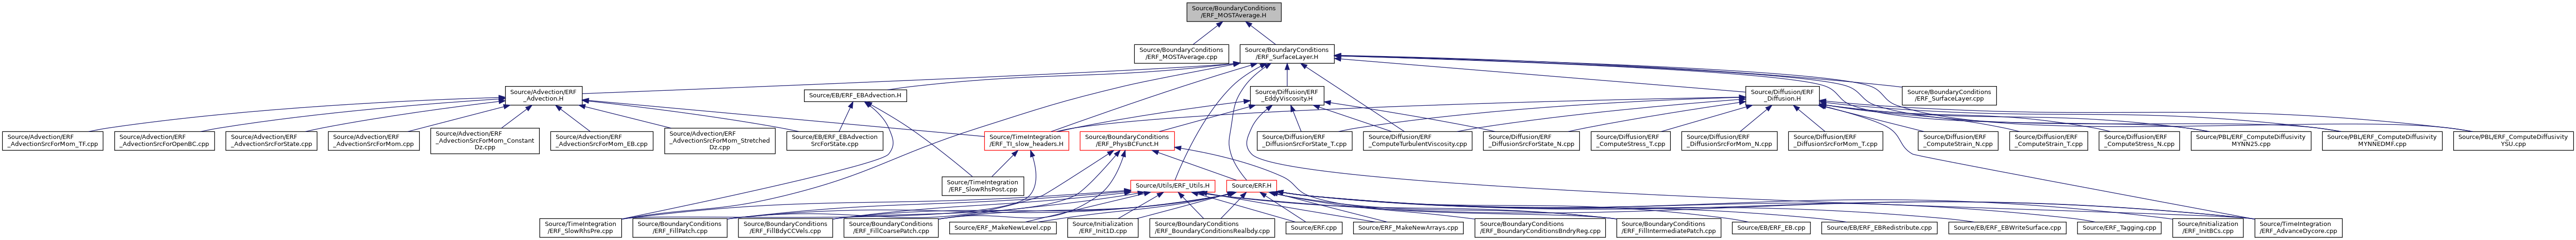 Source/BoundaryConditions
/ERF_MOSTAverage.H
Source/BoundaryConditions
/ERF_MOSTAverage.cpp
Source/BoundaryConditions
/ERF_SurfaceLayer.H
Source/Advection/ERF
_Advection.H
Source/EB/ERF_EBAdvection.H
Source/Diffusion/ERF
_EddyViscosity.H
Source/Diffusion/ERF
_Diffusion.H
Source/BoundaryConditions
/ERF_SurfaceLayer.cpp
Source/Advection/ERF
_AdvectionSrcForMom_TF.cpp
Source/Advection/ERF
_AdvectionSrcForOpenBC.cpp
Source/Advection/ERF
_AdvectionSrcForState.cpp
Source/Advection/ERF
_AdvectionSrcForMom.cpp
Source/Advection/ERF
_AdvectionSrcForMom_Constant
Dz.cpp
Source/Advection/ERF
_AdvectionSrcForMom_EB.cpp
Source/Advection/ERF
_AdvectionSrcForMom_Stretched
Dz.cpp
Source/EB/ERF_EBAdvection
SrcForState.cpp
Source/TimeIntegration
/ERF_TI_slow_headers.H
Source/BoundaryConditions
/ERF_PhysBCFunct.H
Source/Diffusion/ERF
_DiffusionSrcForState_T.cpp
Source/Diffusion/ERF
_ComputeTurbulentViscosity.cpp
Source/Diffusion/ERF
_DiffusionSrcForState_N.cpp
Source/Diffusion/ERF
_ComputeStress_T.cpp
Source/Diffusion/ERF
_DiffusionSrcForMom_N.cpp
Source/Diffusion/ERF
_DiffusionSrcForMom_T.cpp
Source/Diffusion/ERF
_ComputeStrain_N.cpp
Source/Diffusion/ERF
_ComputeStrain_T.cpp
Source/Diffusion/ERF
_ComputeStress_N.cpp
Source/PBL/ERF_ComputeDiffusivity
MYNN25.cpp
Source/PBL/ERF_ComputeDiffusivity
MYNNEDMF.cpp
Source/PBL/ERF_ComputeDiffusivity
YSU.cpp
Source/TimeIntegration
/ERF_SlowRhsPost.cpp
Source/Utils/ERF_Utils.H
Source/ERF.H
Source/TimeIntegration
/ERF_SlowRhsPre.cpp
Source/BoundaryConditions
/ERF_FillPatch.cpp
Source/BoundaryConditions
/ERF_FillBdyCCVels.cpp
Source/BoundaryConditions
/ERF_FillCoarsePatch.cpp
Source/ERF_MakeNewLevel.cpp
Source/Initialization
/ERF_Init1D.cpp
Source/BoundaryConditions
/ERF_BoundaryConditionsRealbdy.cpp
Source/ERF.cpp
Source/ERF_MakeNewArrays.cpp
Source/BoundaryConditions
/ERF_BoundaryConditionsBndryReg.cpp
Source/BoundaryConditions
/ERF_FillIntermediatePatch.cpp
Source/EB/ERF_EB.cpp
Source/EB/ERF_EBRedistribute.cpp
Source/EB/ERF_EBWriteSurface.cpp
Source/ERF_Tagging.cpp
Source/Initialization
/ERF_InitBCs.cpp
Source/TimeIntegration
/ERF_AdvanceDycore.cpp